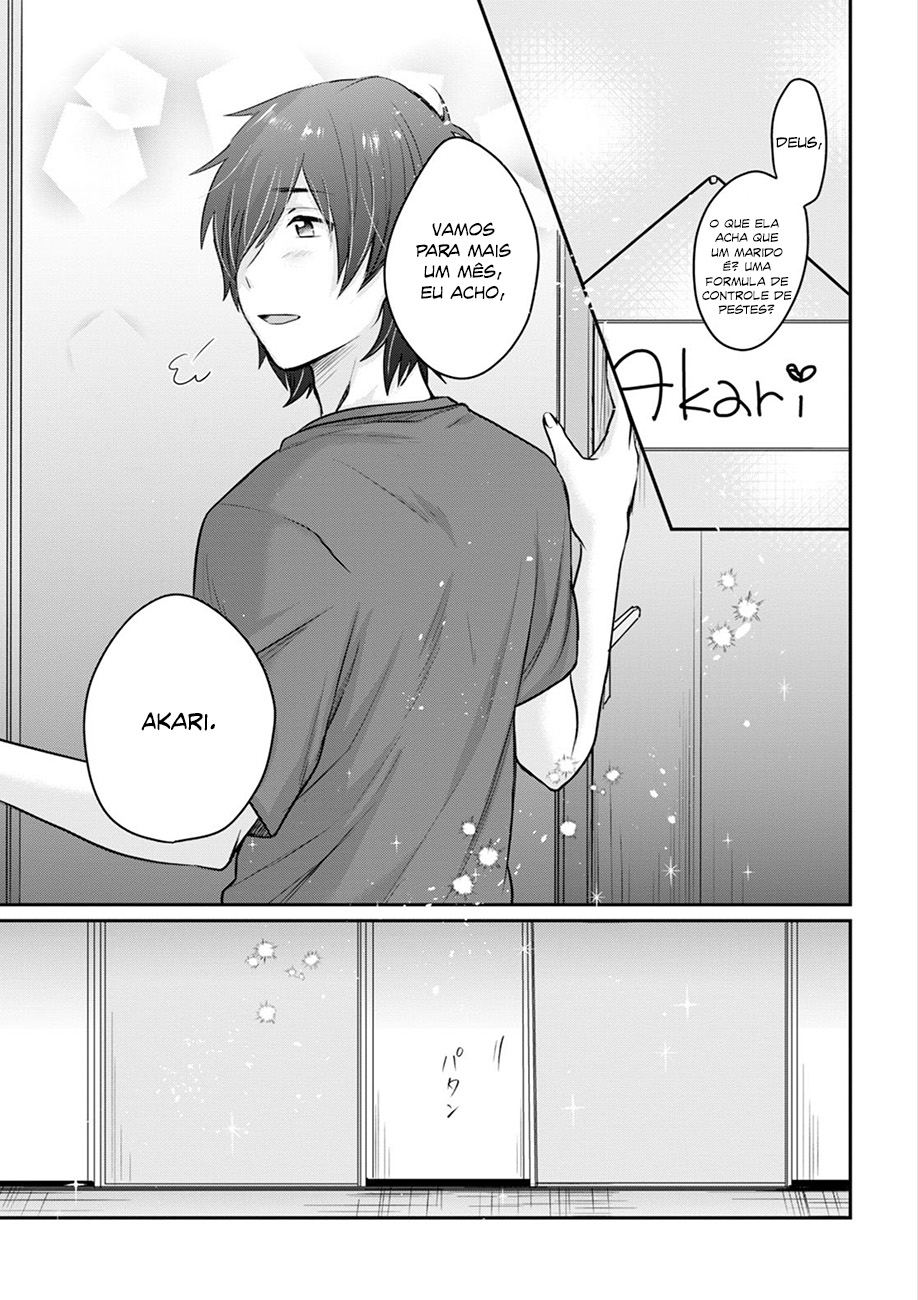 DEUS,
O QUE ELA
ACHA QUE
UM MARIDO
É? UMA
FORMULA DE
CONTROLE DE
PESTES?
Akari
VAMOS
PARA MAIS
UM MÊS,
EU ACHO,
AKARI.
パタン